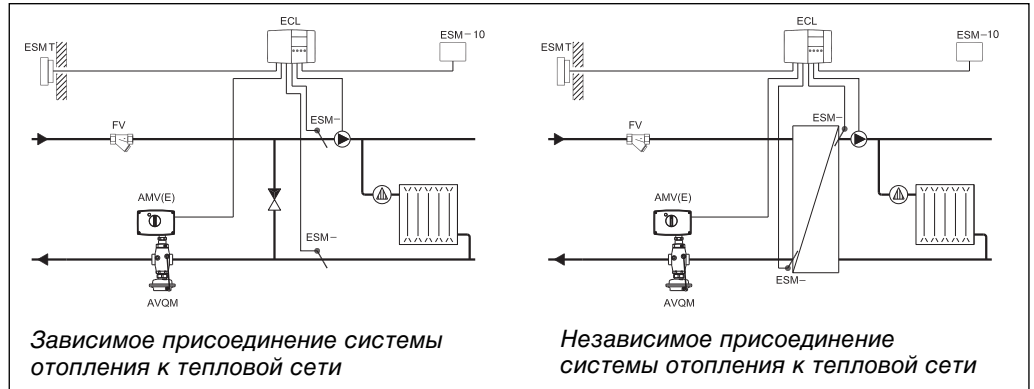 ECL
ESMT
ESM-10
FV
ESM-
AMV(E)
ESM-
AVQM
Зависимое присоединение системы
отопления к тепловой сети
ECL
ESMT
ESM-10
FV
ESM-
AMV(E)
ESM-
AVQM
Независимое присоединение
системы отопления к тепловой сети